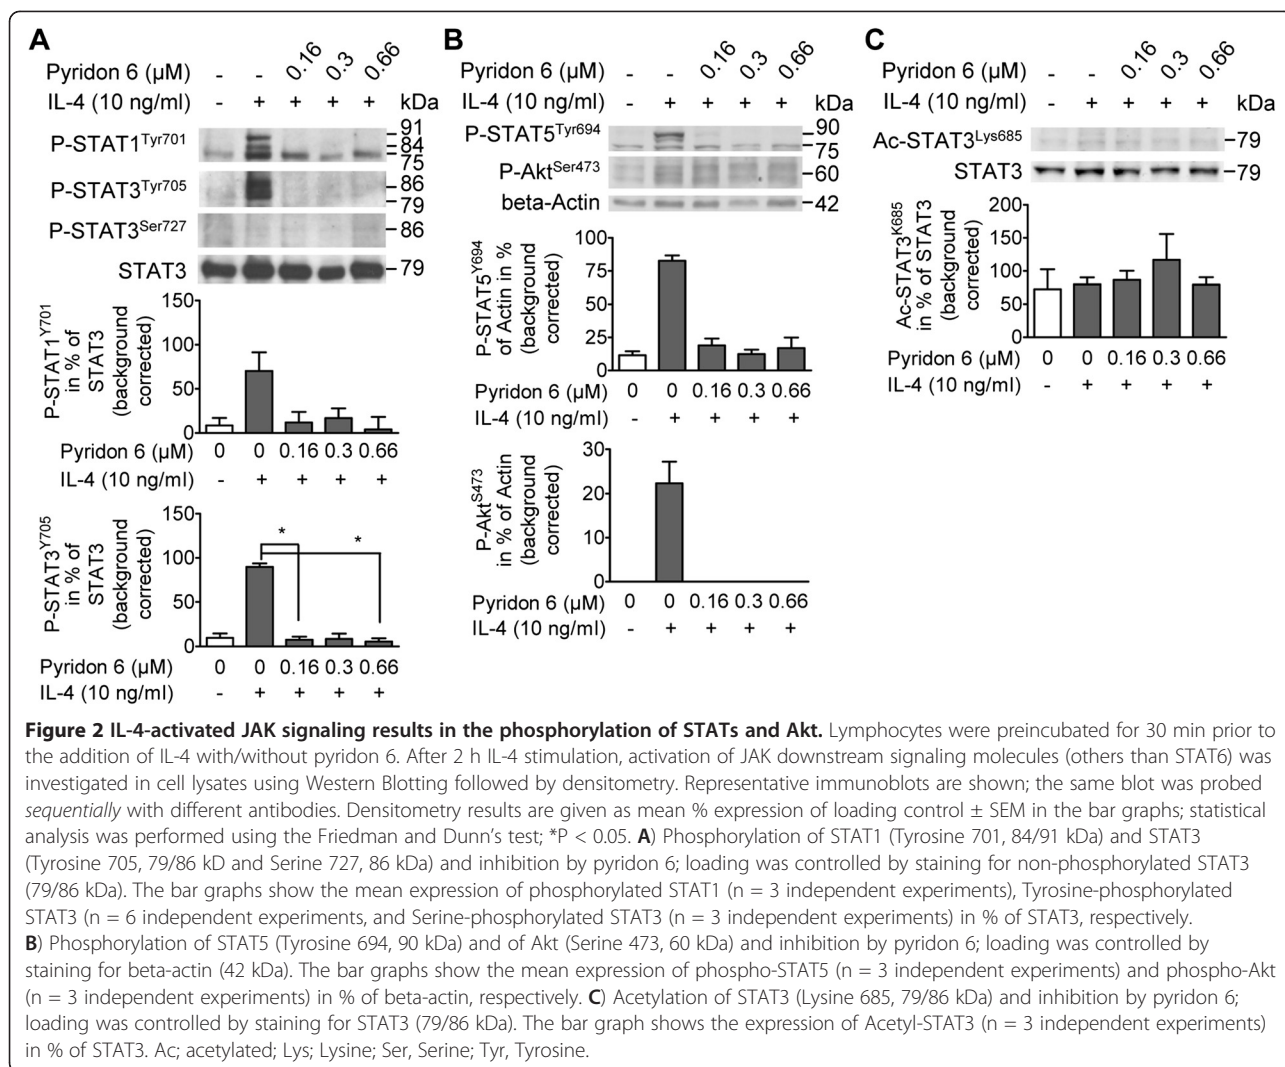 A
Pyridon 6 (µM) - - 0.16 0.3 0.66
IL-4 (10 ng/ml) - + + + + kDa
P-STAT1Tyr701
91
84
75
P-STAT3Tyr705
86
79
P-STAT3Ser727
86
STAT3
79
P-STAT1Y701
in % of
STAT3
(background
corrected)
150
100
50
0
Pyridon 6 (µM) 0 0 0.16 0.3 0.66
IL-4 (10 ng/ml) - + + + +
P-STAT3Y705
in % of
STAT3
(background
corrected)
150
100
50
0
* *
Pyridon 6 (µM) 0 0 0.16 0.3 0.66
IL-4 (10 ng/ml) - + + + +
B
Pyridon 6 (µM) - - 0.16 0.3 0.66
IL-4 (10 ng/ml) - + + + + kDa
P-STAT5Tyr694
90
75
P-AktSer473
60
beta-Actin
42
P-STAT5Y694
of Actin in %
(background
corrected)
100
75
50
25
0
Pyridon 6 (µM) 0 0 0.16 0.3 0.66
IL-4 (10 ng/ml) - + + + +
P-AktS473
in % of Actin
(background
corrected)
30
20
10
0
Pyridon 6 (µM) 0 0 0.16 0.3 0.66
IL-4 (10 ng/ml) - + + + +
C
Pyridon 6 (µM) - - 0.16 0.3 0.66
IL-4 (10 ng/ml) - + + + + kDa
Ac-STAT3Lys685
79
STAT3
79
Ac-STAT3K685
in % of STAT3
(background
corrected)
200
150
100
50
0
Pyridon 6 (µM) 0 0 0.16 0.3 0.66
IL-4 (10 ng/ml) - + + + +
Figure 2 IL-4-activated JAK signaling results in the phosphorylation of STATs and Akt. Lymphocytes were preincubated for 30 min prior to
the addition of IL-4 with/without pyridon 6. After 2 h IL-4 stimulation, activation of JAK downstream signaling molecules (others than STAT6) was
investigated in cell lysates using Western Blotting followed by densitometry. Representative immunoblots are shown; the same blot was probed
sequentially with different antibodies. Densitometry results are given as mean % expression of loading control ± SEM in the bar graphs; statistical
analysis was performed using the Friedman and Dunn's test; *P < 0.05. A) Phosphorylation of STAT1 (Tyrosine 701, 84/91 kDa) and STAT3
(Tyrosine 705, 79/86 kD and Serine 727, 86 kDa) and inhibition by pyridon 6; loading was controlled by staining for non-phosphorylated STAT3
(79/86 kDa). The bar graphs show the mean expression of phosphorylated STAT1 (n = 3 independent experiments), Tyrosine-phosphorylated
STAT3 (n = 6 independent experiments, and Serine-phosphorylated STAT3 (n = 3 independent experiments) in % of STAT3, respectively.
B) Phosphorylation of STAT5 (Tyrosine 694, 90 kDa) and of Akt (Serine 473, 60 kDa) and inhibition by pyridon 6; loading was controlled by
staining for beta-actin (42 kDa). The bar graphs show the mean expression of phospho-STAT5 (n = 3 independent experiments) and phospho-Akt
(n = 3 independent experiments) in % of beta-actin, respectively. C) Acetylation of STAT3 (Lysine 685, 79/86 kDa) and inhibition by pyridon 6;
loading was controlled by staining for STAT3 (79/86 kDa). The bar graph shows the expression of Acetyl-STAT3 (n = 3 independent experiments)
in % of STAT3. Ac; acetylated; Lys; Lysine; Ser, Serine; Tyr, Tyrosine.